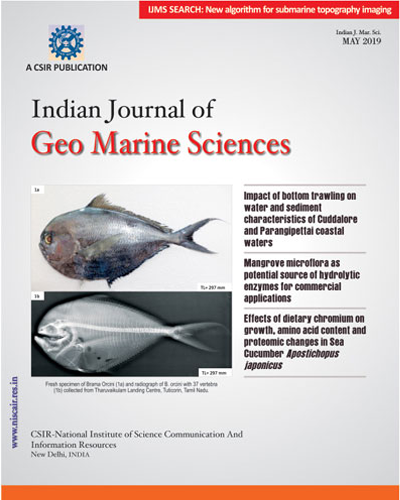 IJMS SEARCH: New algorithm for submarine topography imaging
Indian J. Mar. Sci.
MAY 2019
A CSIR PUBLICATION
Indian Journal of
Geo Marine Sciences
1a
TL= 297 mm
1b
TL= 297 mm
Fresh specimen of Brama Orcini (1a) and radiograph of B. orcini with 37 vertebra
(1b) collected from Tharuvaikulam Landing Centre, Tuticorin, Tamil Nadu.
Impact of bottom trawling on
water and sediment
characteristics of Cuddalore
and Parangipettai coastal
waters
Mangrove microflora as
potential source of hydrolytic
enzymes for commercial
applications
Effects of dietary chromium on
growth, amino acid content and
proteomic changes in Sea
Cucumber Apostichopus
japonicus
www.niscair.res.in
CSIR-National Institute of Science Communication And
Information Resources
New Delhi, INDIA